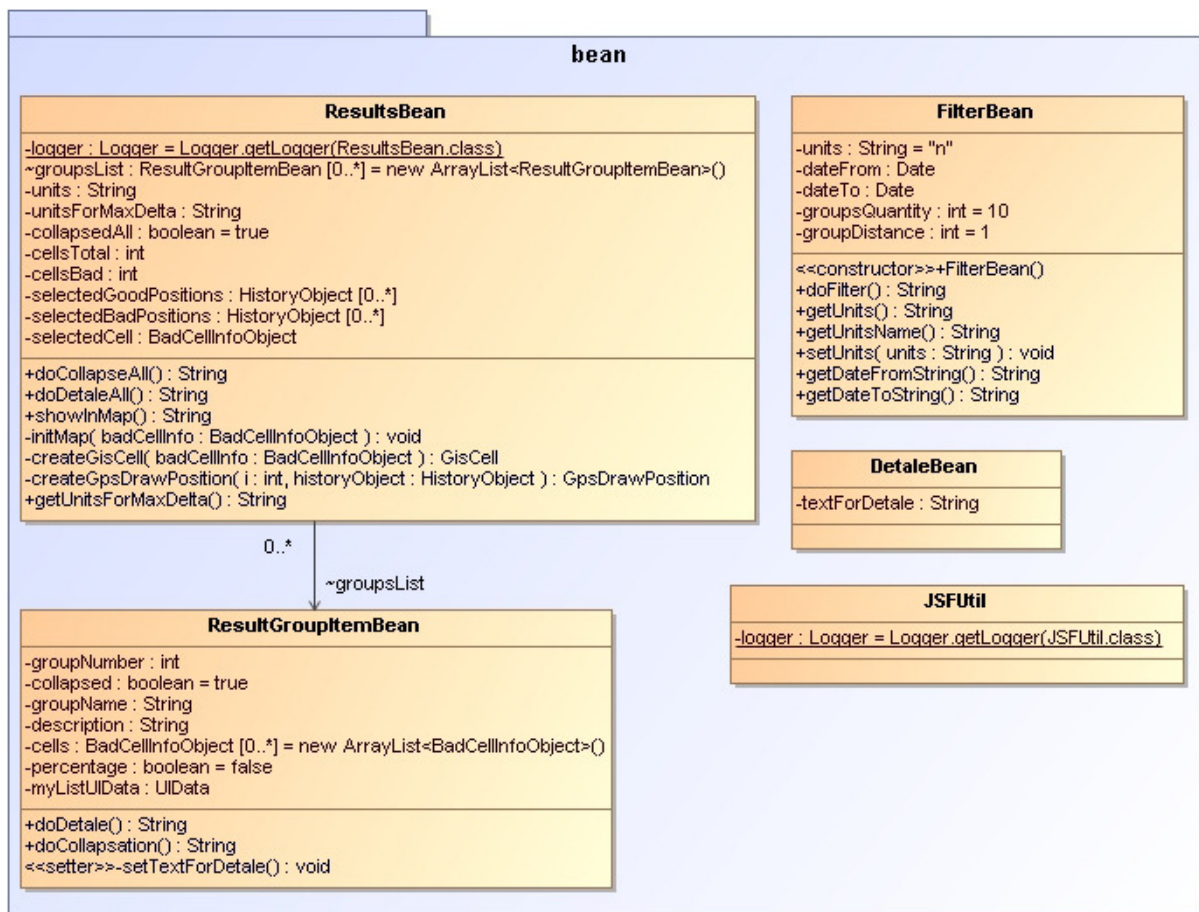 bean
ResultsBean
-logger : Logger = Logger.getLogger(ResultsBean.class)
~groupsList : ResultGroupItemBean [0..*] = new ArrayList<ResultGroupItemBean>()
-units : String
-unitsForMaxDelta : String
-collapsedAll : boolean = true
-cellsTotal : int
-cellsBad : int
-selectedGoodPositions : HistoryObject [0..*]
-selectedBadPositions : HistoryObject [0..*]
-selectedCell : BadCellInfoObject
+doCollapseAll() : String
+doDetaleAll() : String
+showInMap() : String
-initMap( badCellInfo : BadCellInfoObject ) : void
-createGisCell( badCellInfo : BadCellInfoObject ) : GisCell
-createGpsDrawPosition( i : int, historyObject : HistoryObject ) : GpsDrawPosition
+getUnitsForMaxDelta() : String
0..*
~groupsList
ResultGroupItemBean
-groupNumber : int
-collapsed : boolean = true
-groupName : String
-description : String
-cells : BadCellInfoObject [0..*] = new ArrayList<BadCellInfoObject>()
-percentage : boolean = false
-myListUIData : UIData
+doDetale() : String
+doCollapsation() : String
<<setter>>-setTextForDetale() : void
FilterBean
-units : String = "n"
-dateFrom : Date
-dateTo : Date
-groupsQuantity : int = 10
-groupDistance : int = 1
<<constructor>>+FilterBean()
+doFilter() : String
+getUnits() : String
+getUnitsName() : String
+setUnits( units : String ) : void
+getDateFromString() : String
+getDateToString() : String
DetaleBean
-textForDetale : String
JSFUtil
-logger : Logger = Logger.getLogger(JSFUtil.class)